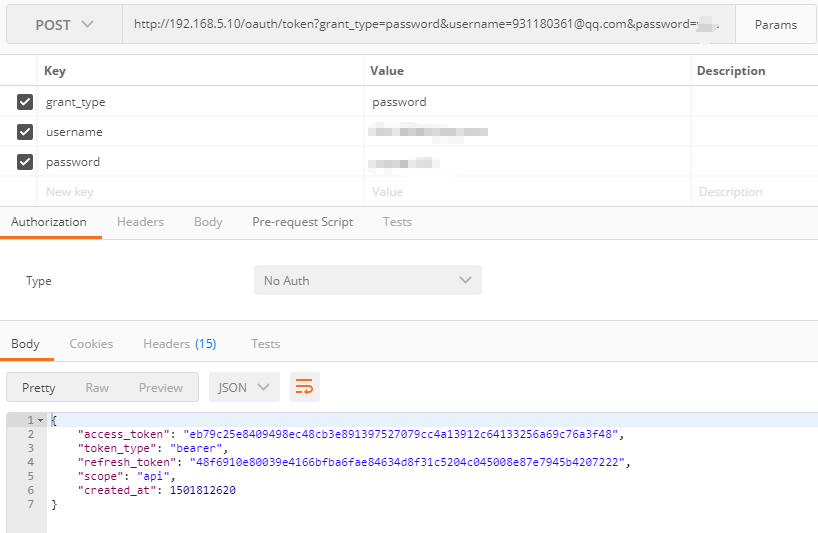 POST http://192.168.5.10/oauth/token?grant_type=password&username=931180361@qq.com&password= Params
Key Value Description
grant_type password
username
password
New key Value Description
Authorization Headers Body Pre-request Script Tests
Type No Auth
Body Cookies Headers (15) Tests
Pretty Raw Preview JSON
1 {
2 "access_token": "eb79c25e8409498ec48cb3e891397527079cc4a13912c64133256a69c76a3f48",
3 "token_type": "bearer",
4 "refresh_token": "48f6910e80039e4166bfba6fae84634d8f31c5204c045008e87e7945b4207222",
5 "scope": "api",
6 "created_at": 1501812620
7 }